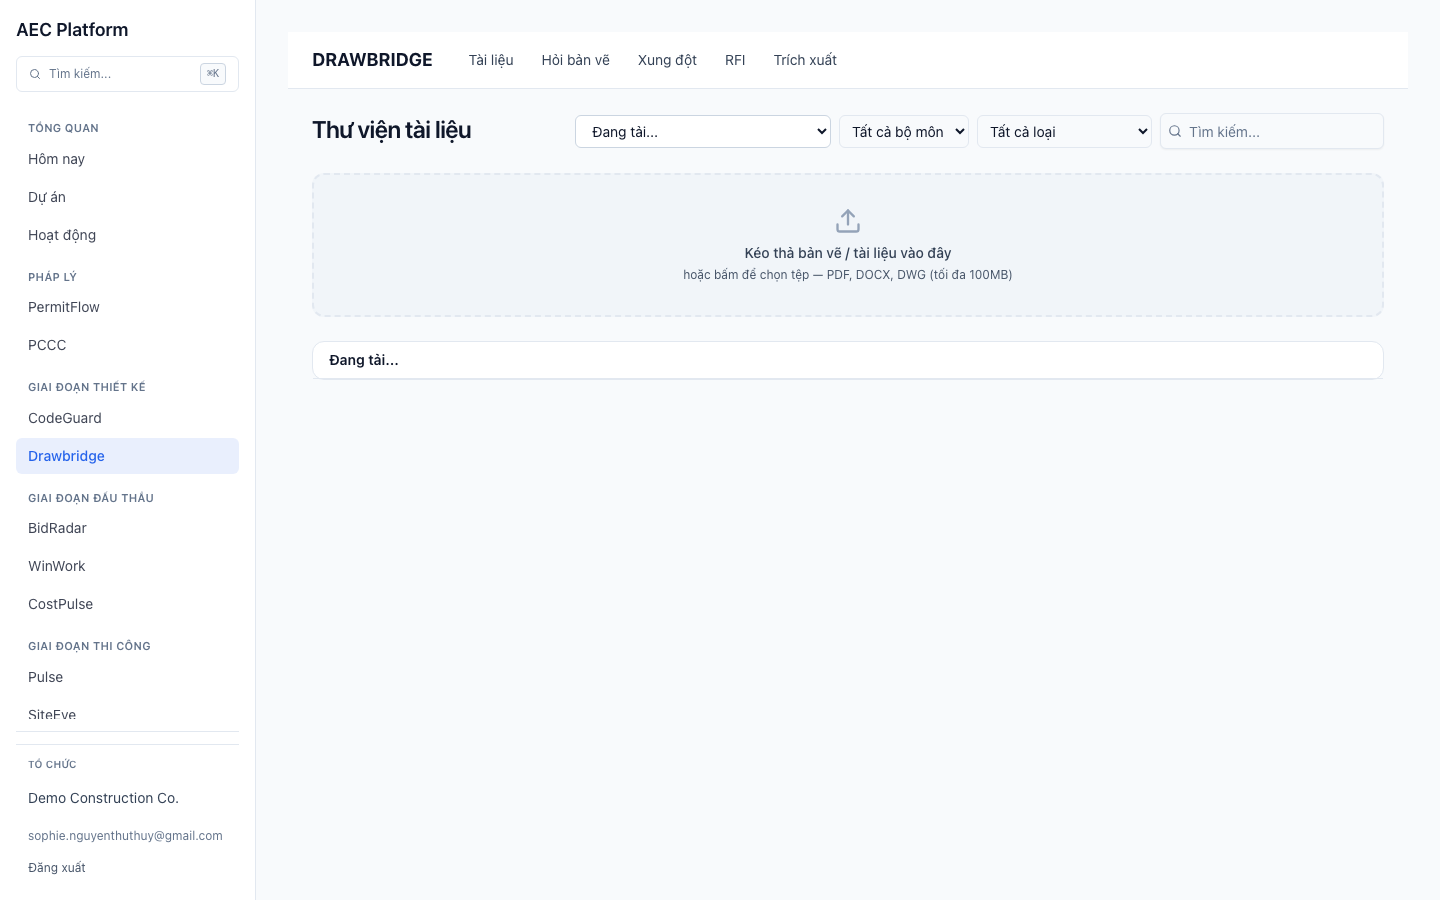 AEC Platform
Tìm kiếm...
⌘K
TỔNG QUAN
Hôm nay
Dự án
Hoạt động
PHÁP LÝ
PermitFlow
PCCC
GIAI ĐOẠN THIẾT KẾ
CodeGuard
Drawbridge
GIAI ĐOẠN ĐẤU THẦU
BidRadar
WinWork
CostPulse
GIAI ĐOẠN THI CÔNG
Pulse
SiteEye
TỔ CHỨC
Demo Construction Co.
sophie.nguyenthuthuy@gmail.com
Đăng xuất
DRAWBRIDGE Tài liệu Hỏi bản vẽ Xung đột RFI Trích xuất
Thư viện tài liệu Đang tải... Tất cả bộ môn Tất cả loại Tìm kiếm...
Kéo thả bản vẽ / tài liệu vào đây
hoặc bấm để chọn tệp — PDF, DOCX, DWG (tối đa 100MB)
Đang tải...